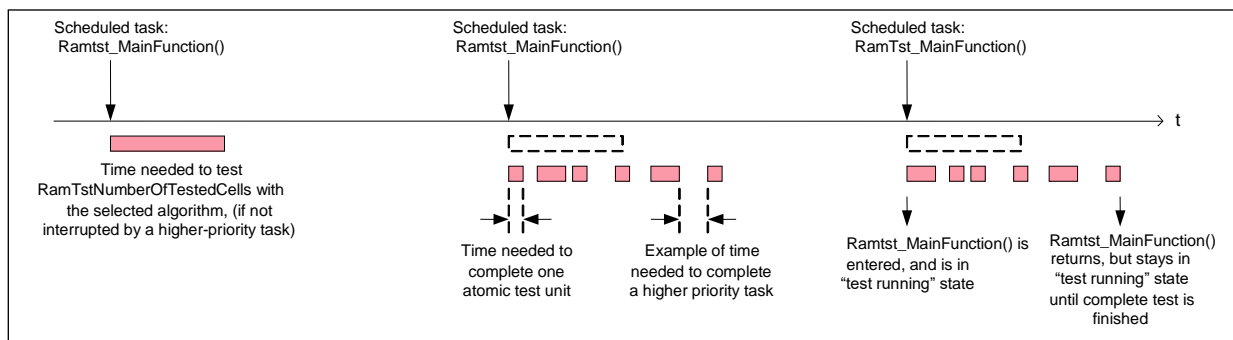 Scheduled task:
Ramtst_MainFunction()
Scheduled task:
Ramtst_MainFunction()
Scheduled task:
RamTst_MainFunction()
t
Time needed to test
RamTstNumberOfTestedCells with
the selected algorithm, (if not
interrupted by a higher-priority task)
Time needed to
complete one
atomic test unit
Example of time
needed to complete
a higher priority task
Ramtst_MainFunction() is
entered, and is in
“test running” state
Ramtst_MainFunction()
returns, but stays in
“test running” state
until complete test is
finished